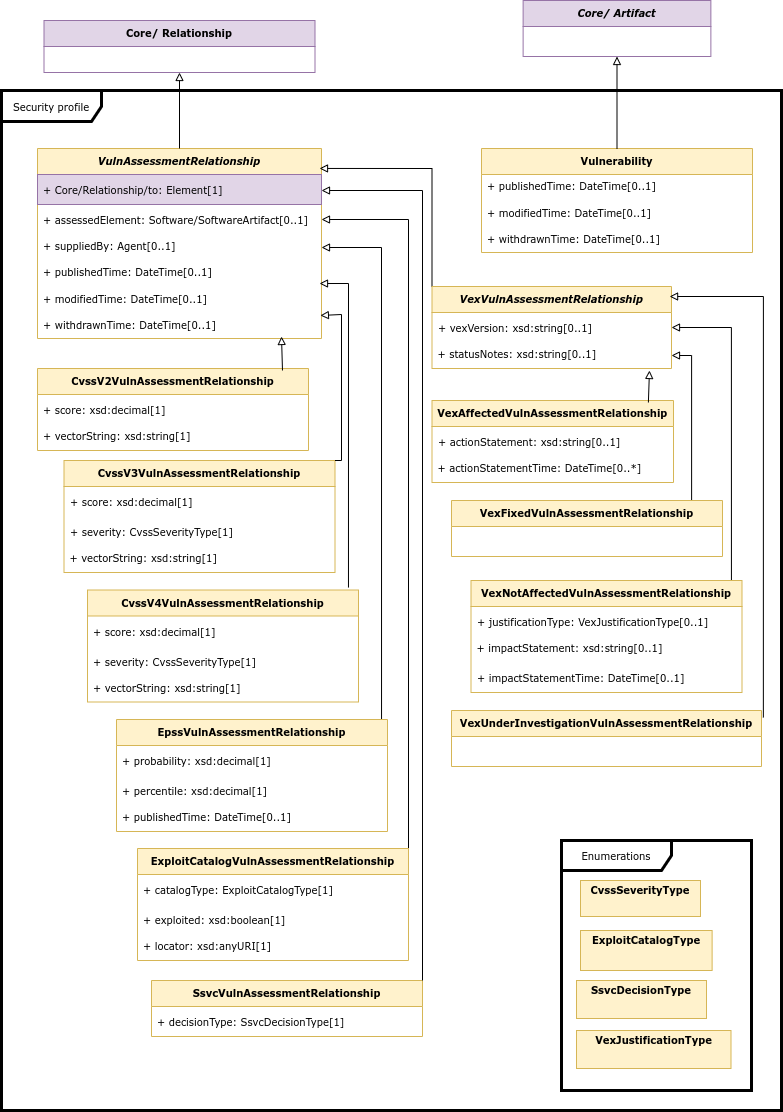 Core/ Relationship
Core/ Artifact
Security profile
VulnAssessmentRelationship
+ Core/Relationship/to: Element[1]
+ assessedElement: Software/SoftwareArtifact[0..1]
+ suppliedBy: Agent[0..1]
+ publishedTime: DateTime[0..1]
+ modifiedTime: DateTime[0..1]
+ withdrawnTime: DateTime[0..1]
Vulnerability
+ publishedTime: DateTime[0..1]
+ modifiedTime: DateTime[0..1]
+ withdrawnTime: DateTime[0..1]
VexVulnAssessmentRelationship
+ vexVersion: xsd:string[0..1]
+ statusNotes: xsd:string[0..1]
CvssV2VulnAssessmentRelationship
+ score: xsd:decimal[1]
+ vectorString: xsd:string[1]
VexAffectedVulnAssessmentRelationship
+ actionStatement: xsd:string[0..1]
+ actionStatementTime: DateTime[0..*]
CvssV3VulnAssessmentRelationship
+ score: xsd:decimal[1]
+ severity: CvssSeverityType[1]
+ vectorString: xsd:string[1]
VexFixedVulnAssessmentRelationship
CvssV4VulnAssessmentRelationship
+ score: xsd:decimal[1]
+ severity: CvssSeverityType[1]
+ vectorString: xsd:string[1]
VexNotAffectedVulnAssessmentRelationship
+ justificationType: VexJustificationType[0..1]
+ impactStatement: xsd:string[0..1]
+ impactStatementTime: DateTime[0..1]
EpssVulnAssessmentRelationship
+ probability: xsd:decimal[1]
+ percentile: xsd:decimal[1]
+ publishedTime: DateTime[0..1]
VexUnderInvestigationVulnAssessmentRelationship
ExploitCatalogVulnAssessmentRelationship
+ catalogType: ExploitCatalogType[1]
+ exploited: xsd:boolean[1]
+ locator: xsd:anyURI[1]
SsvcVulnAssessmentRelationship
+ decisionType: SsvcDecisionType[1]
Enumerations
CvssSeverityType
ExploitCatalogType
SsvcDecisionType
VexJustificationType